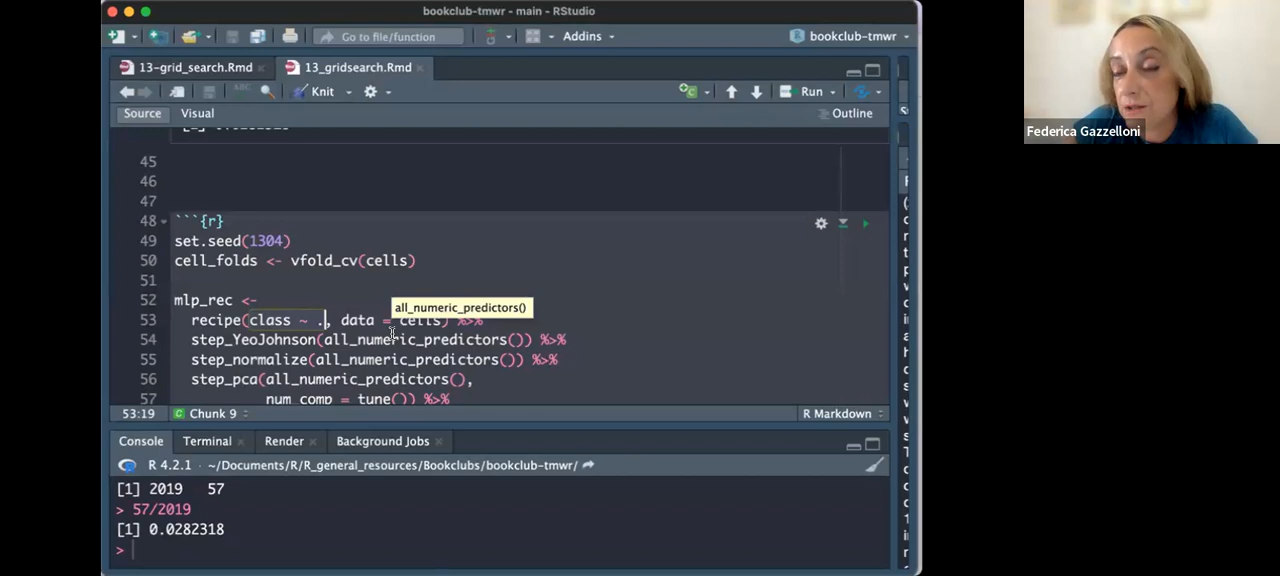 bookclub-tmwr - main - RStudio
Go to file/function
Addins
bookclub-tmwr
13-grid_search.Rmd
13_gridsearch.Rmd
Knit
Run
Source
Visual
Outline
45
46
47
48 ```{r}
49 set.seed(1304)
50 cell_folds <- vfold_cv(cells)
51
52 mlp_rec <-
all_numeric_predictors()
53 recipe(class ~ ., data = cells) %>%
54 step_YeoJohnson(all_numeric_predictors()) %>%
55 step_normalize(all_numeric_predictors()) %>%
56 step_pca(all_numeric_predictors(),
57 num_comp = tune()) %>%
53:19
Chunk 9
R Markdown
Console
Terminal
Render
Background Jobs
R 4.2.1 · ~/Documents/R/R_general_resources/Bookclubs/bookclub-tmwr/
[1] 2019 57
> 57/2019
[1] 0.0282318
>
Federica Gazzelloni